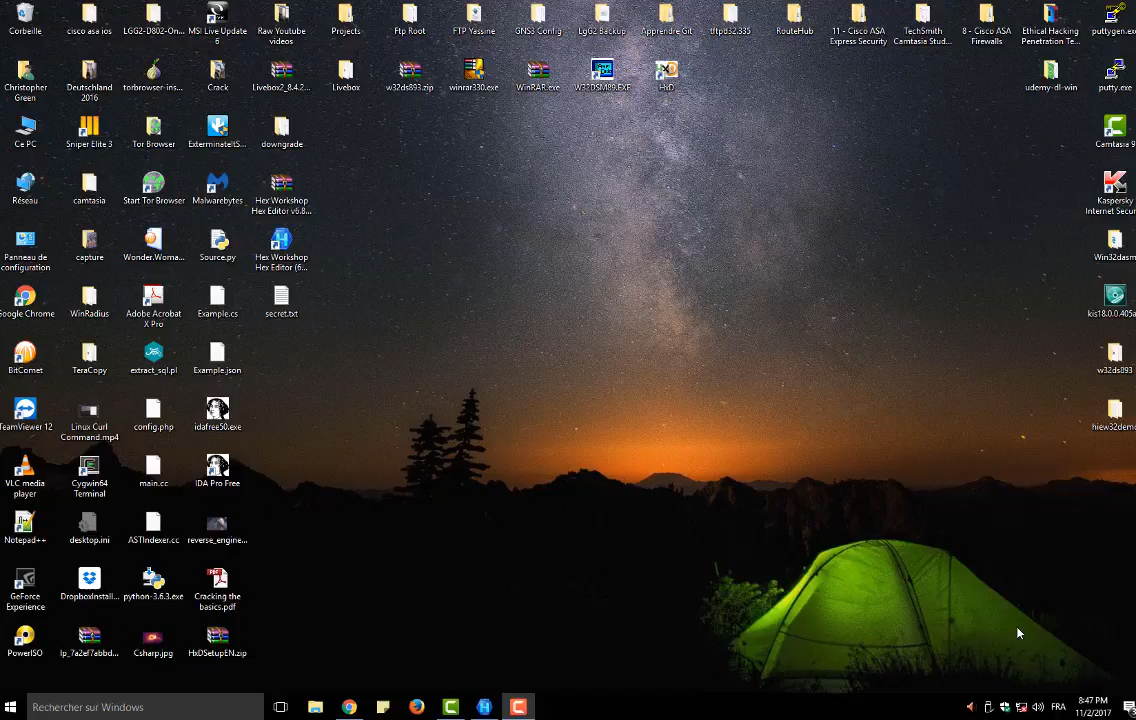 Corbeille
cisco asa ios
LGG2-D802-On...
MSI Live Update
6
Raw Youtube
videos
Projects
Ftp Root
FTP Yassine
GNS3 Config
LgG2 Backup
Apprendre Git
tftpd32.335
RouteHub
11 - Cisco ASA
Express Security
TechSmith
Camtasia Stud...
8 - Cisco ASA
Firewalls
Ethical Hacking
Penetration Te...
puttygen.exe
Christopher
Green
Deutschland
2016
torbrowser-ins...
Crack
Livebox2_8.4.2...
Livebox
w32ds893.zip
winrar330.exe
WinRAR.exe
W32DSM89.EXE
HxD
udemy-dl-win
putty.exe
Ce PC
Sniper Elite 3
Tor Browser
ExterminateItS...
downgrade
Camtasia 9
Réseau
camtasia
Start Tor Browser
Malwarebytes
Hex Workshop
Hex Editor v6.8...
Kaspersky
Internet Secur
Panneau de
configuration
capture
Wonder.Woma...
Source.py
Hex Workshop
Hex Editor (6...
Win32dasm
Google Chrome
WinRadius
Adobe Acrobat
X Pro
Example.cs
secret.txt
kis18.0.0.405a
BitComet
TeraCopy
extract_sql.pl
Example.json
w32ds893
TeamViewer 12
Linux Curl
Command.mp4
config.php
idafree50.exe
hiew32demo
VLC media
player
Cygwin64
Terminal
main.cc
IDA Pro Free
Notepad++
desktop.ini
ASTIndexer.cc
reverse_engine...
GeForce
Experience
DropboxInstall...
python-3.6.3.exe
Cracking the
basics.pdf
PowerISO
lp_7a2ef7abbd...
Csharp.jpg
HxDSetupEN.zip
Rechercher sur Windows
FRA
8:47 PM
11/2/2017